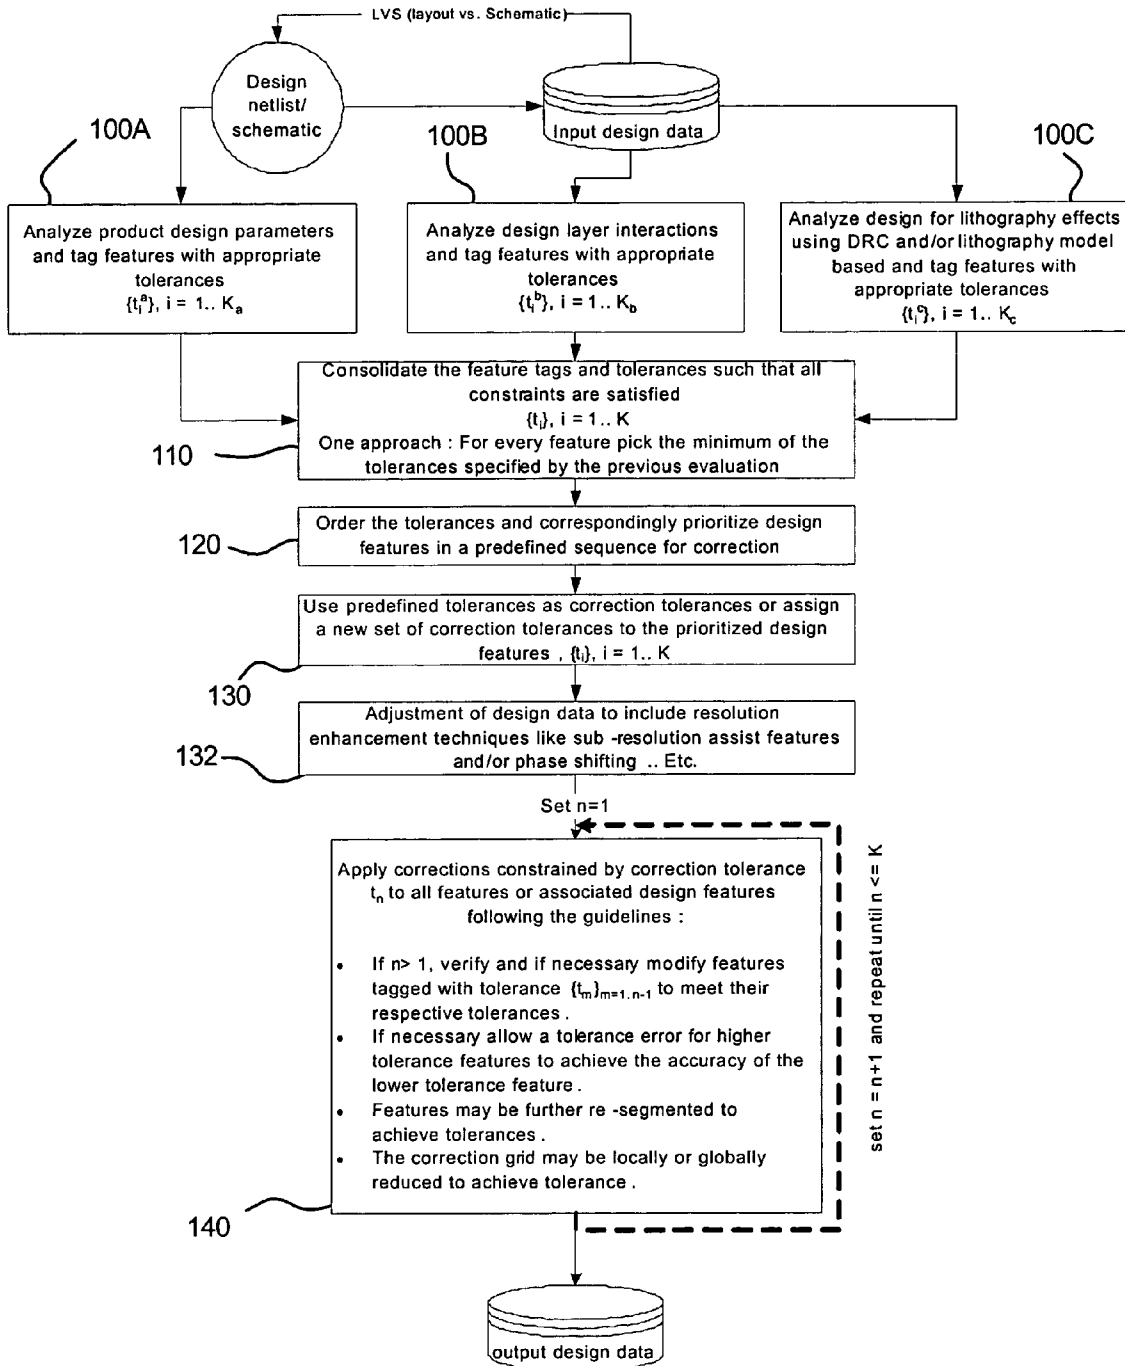 LVS (layout vs. Schematic)
Design
netlist/
schematic
Input design data
100A
100B
100C
Analyze product design parameters
and tag features with appropriate
tolerances
{t_i^a}, i = 1.. K_a
Analyze design layer interactions
and tag features with appropriate
tolerances
{t_i^b}, i = 1.. K_b
Analyze design for lithography effects
using DRC and/or lithography model
based and tag features with
appropriate tolerances
{t_i^c}, i = 1.. K_c
Consolidate the feature tags and tolerances such that all
constraints are satisfied
{t_i}, i = 1.. K
One approach : For every feature pick the minimum of the
tolerances specified by the previous evaluation
110
Order the tolerances and correspondingly prioritize design
features in a predefined sequence for correction
120
Use predefined tolerances as correction tolerances or assign
a new set of correction tolerances to the prioritized design
features , {t_i}, i = 1.. K
130
Adjustment of design data to include resolution
enhancement techniques like sub -resolution assist features
and/or phase shifting .. Etc.
132
Set n=1
Apply corrections constrained by correction tolerance
t_n to all features or associated design features
following the guidelines :
• If n> 1, verify and if necessary modify features
tagged with tolerance {t_m}_m=1,n-1 to meet their
respective tolerances .
• If necessary allow a tolerance error for higher
tolerance features to achieve the accuracy of the
lower tolerance feature .
• Features may be further re -segmented to
achieve tolerances .
• The correction grid may be locally or globally
reduced to achieve tolerance .
140
set n = n+1 and repeat until n <= K
output design data